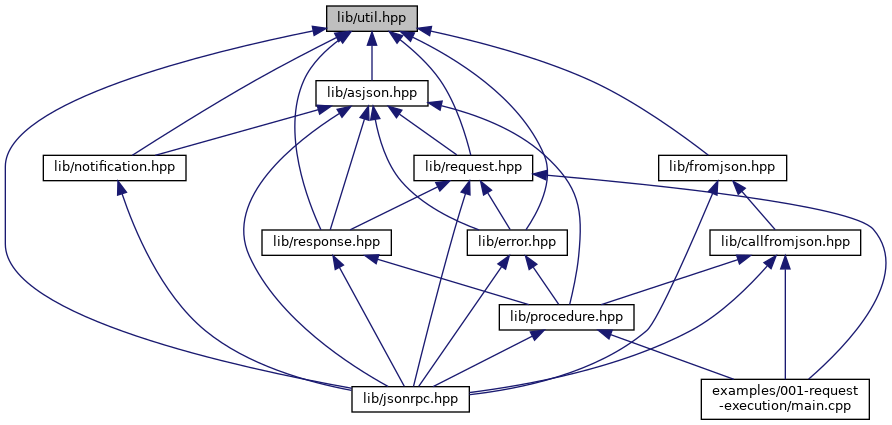 lib/util.hpp
lib/asjson.hpp
lib/notification.hpp
lib/request.hpp
lib/fromjson.hpp
lib/response.hpp
lib/error.hpp
lib/callfromjson.hpp
lib/procedure.hpp
lib/jsonrpc.hpp
examples/001-request
-execution/main.cpp